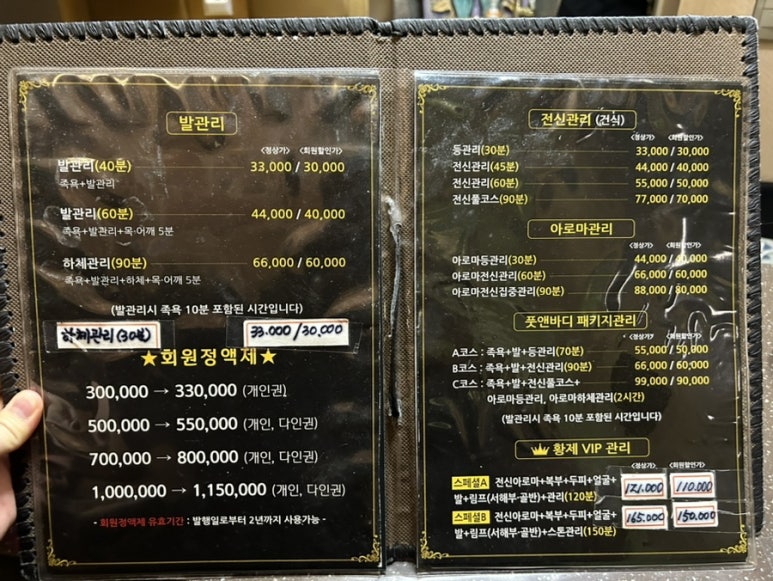 발관리
<정상가> <회원할인가>
발관리(40분) 33,000 / 30,000
족욕+발관리
발관리(60분) 44,000 / 40,000
족욕+발관리+목·어깨 5분
하체관리(90분) 66,000 / 60,000
족욕+발관리+하체+목·어깨 5분
(발관리시 족욕 10분 포함된 시간입니다)
하체관리(30분) 33.000/30,000
★회원정액제★
300,000 → 330,000 (개인권)
500,000 → 550,000 (개인, 다인권)
700,000 → 800,000 (개인, 다인권)
1,000,000 → 1,150,000 (개인, 다인권)
- 회원정액제 유효기간 : 발행일로부터 2년까지 사용가능 -
전신관리 (건식)
<정상가> <회원할인가>
등관리(30분) 33,000 / 30,000
전신관리(45분) 44,000 / 40,000
전신관리(60분) 55,000 / 50,000
전신풀코스(90분) 77,000 / 70,000
아로마관리
<정상가> <회원할인가>
아로마등관리(30분) 44,000 / 40,000
아로마전신관리(60분) 66,000 / 60,000
아로마전신집중관리(90분) 88,000 / 80,000
풋앤바디 패키지관리
<정상가> <회원할인가>
A코스 : 족욕+발+등관리(70분) 55,000 / 50,000
B코스 : 족욕+발+전신관리(90분) 66,000 / 60,000
C코스 : 족욕+발+전신풀코스+ 99,000 / 90,000
아로마등관리, 아로마하체관리(2시간)
(발관리시 족욕 10분 포함된 시간입니다)
황제 VIP 관리
<정상가> <회원할인가>
스페셜A 전신아로마+복부+두피+얼굴+
발+림프(서해부·골반)+관리(120분) 121.000 110.000
스페셜B 전신아로마+복부+두피+얼굴+
발+림프(서해부·골반)+스톤관리(150분) 165.000 150.000